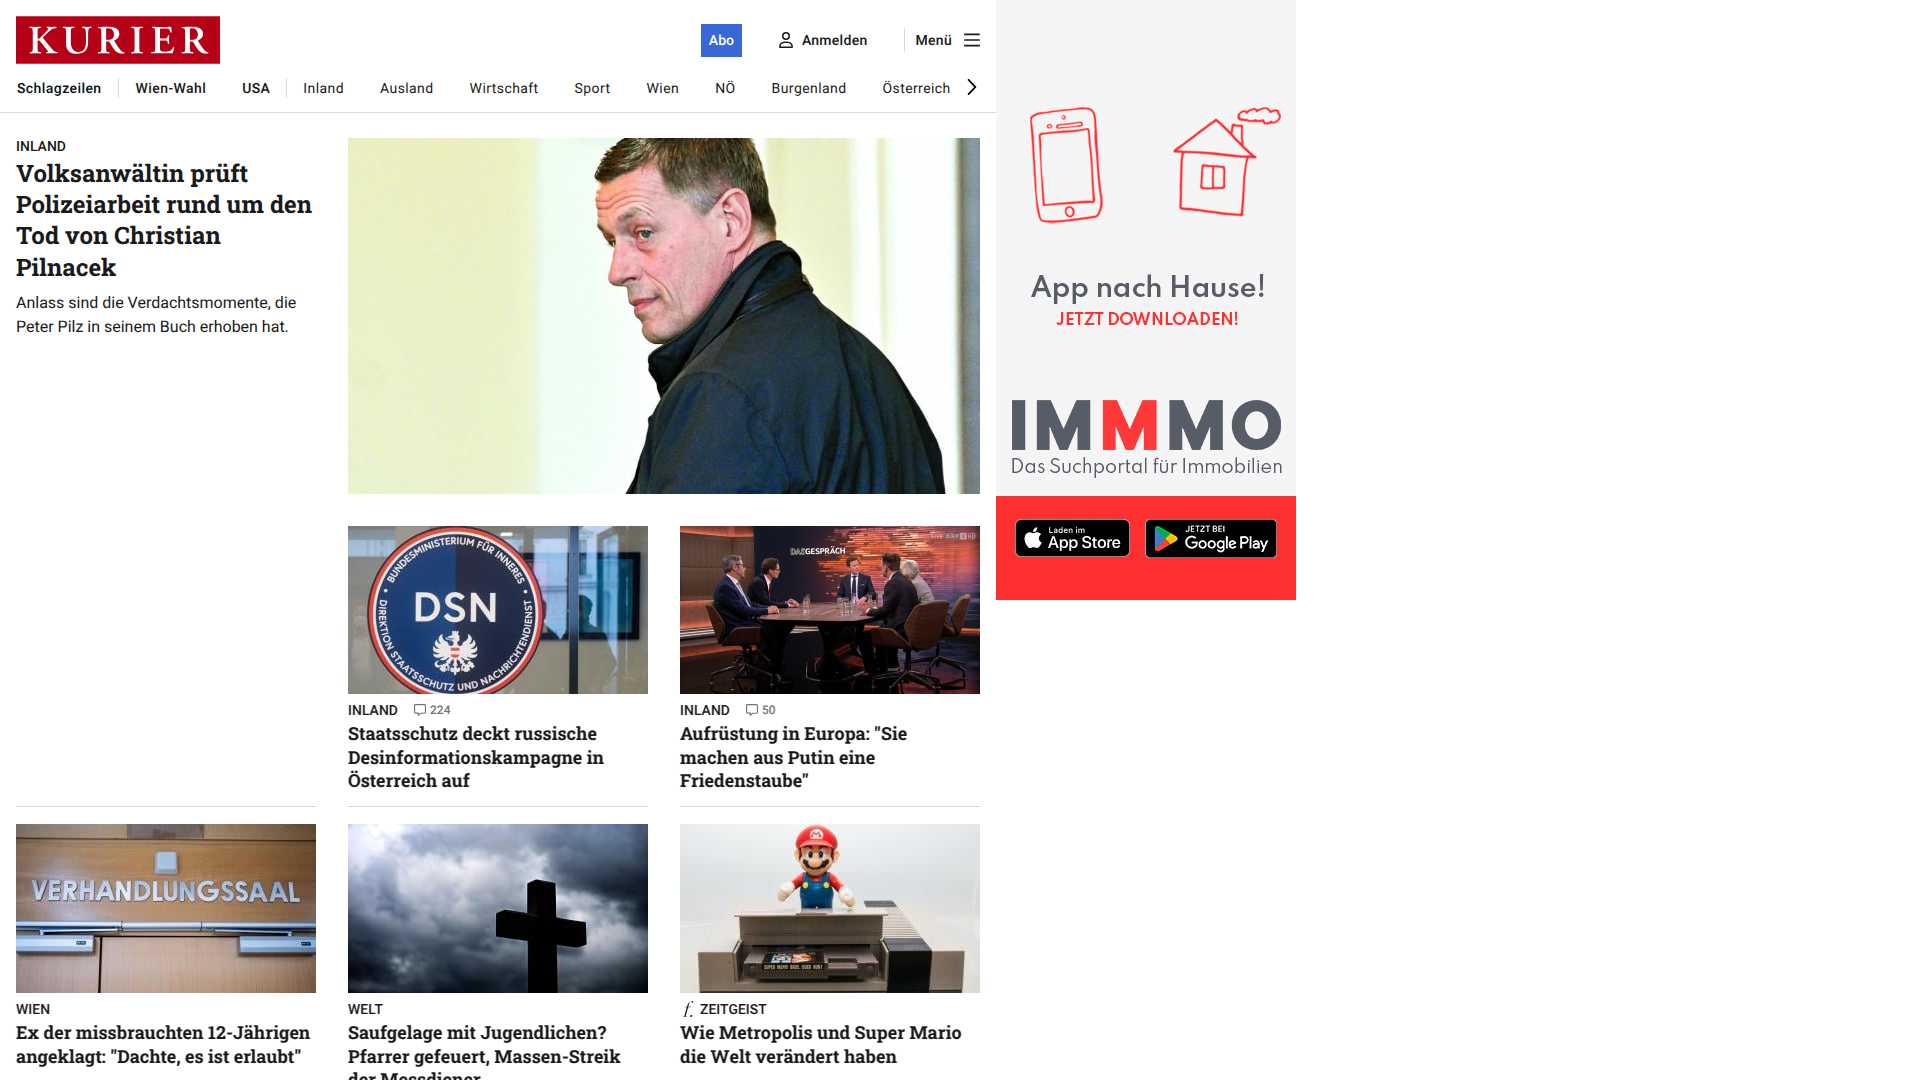 KURIER
Abo
Anmelden
Menü
Schlagzeilen
Wien-Wahl
USA
Inland
Ausland
Wirtschaft
Sport
Wien
NÖ
Burgenland
Österreich
INLAND
Volksanwältin prüft
Polizeiarbeit rund um den
Tod von Christian
Pilnacek
Anlass sind die Verdachtsmomente, die
Peter Pilz in seinem Buch erhoben hat.
BUNDESMINISTERIUM FÜR INNERES
DSN
DIREKTION STAATSSCHUTZ UND NACHRICHTENDIENST
INLAND 224
Staatsschutz deckt russische
Desinformationskampagne in
Österreich auf
DASGESPRÄCH
INLAND 50
Aufrüstung in Europa: "Sie
machen aus Putin eine
Friedenstaube"
VERHANDLUNGSSAAL
WIEN
Ex der missbrauchten 12-Jährigen
angeklagt: "Dachte, es ist erlaubt"
WELT
Saufgelage mit Jugendlichen?
Pfarrer gefeuert, Massen-Streik
der Messdiener
f. ZEITGEIST
Wie Metropolis und Super Mario
die Welt verändert haben
App nach Hause!
JETZT DOWNLOADEN!
IMMMO
Das Suchportal für Immobilien
Laden im
App Store
JETZT BEI
Google Play